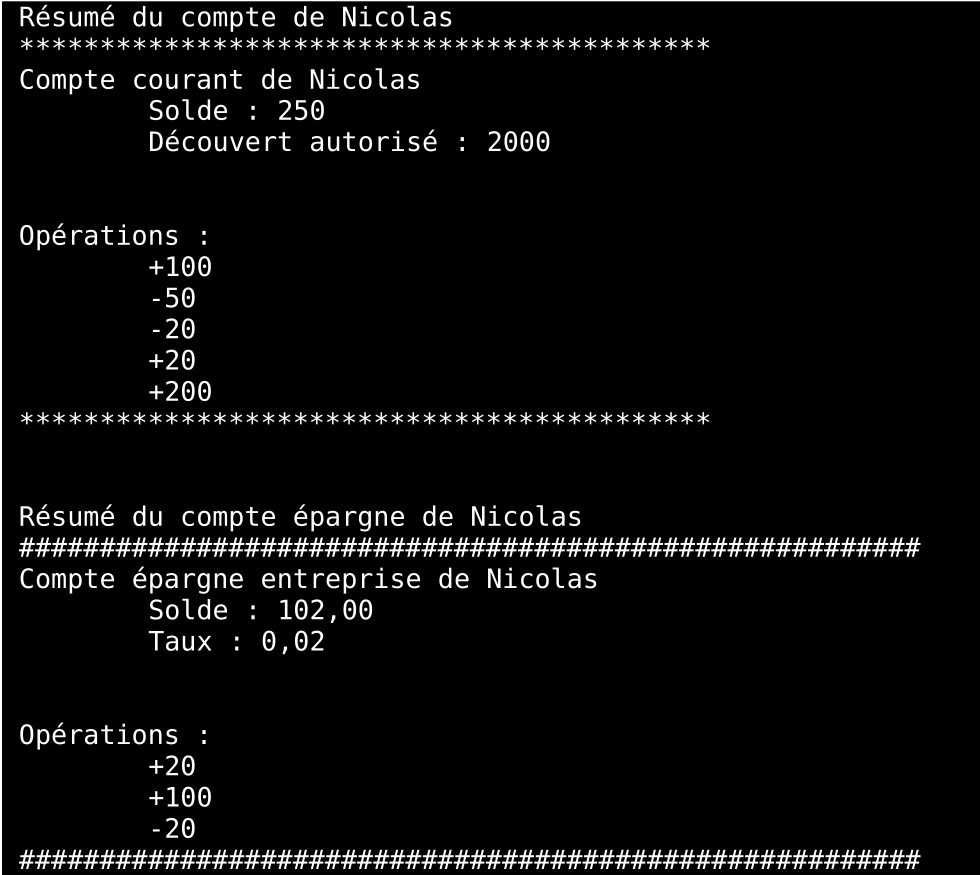 Résumé du compte de Nicolas
*******************************************
Compte courant de Nicolas
Solde : 250
Découvert autorisé : 2000
Opérations :
+100
-50
-20
+20
+200
*******************************************
Résumé du compte épargne de Nicolas
########################################################
Compte épargne entreprise de Nicolas
Solde : 102,00
Taux : 0,02
Opérations :
+20
+100
-20
########################################################